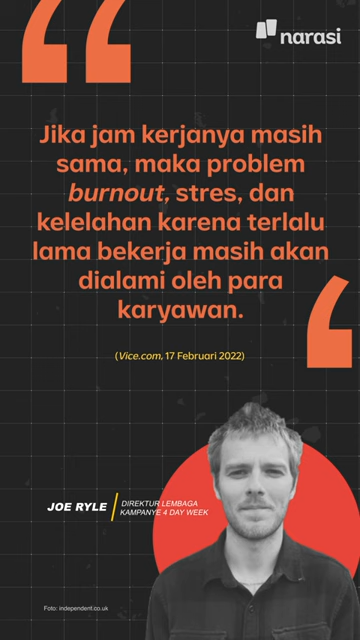 narasi
Jika jam kerjanya masih
sama, maka problem
burnout, stres, dan
kelelahan karena terlalu
lama bekerja masih akan
dialami oleh para
karyawan.
(Vice.com, 17 Februari 2022)
JOE RYLE
DIREKTUR LEMBAGA
KAMPANYE 4 DAY WEEK
Foto: independent.co.uk